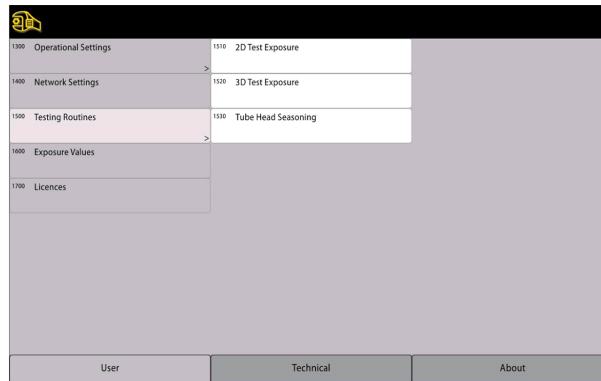 1300 Operational Settings
>
1400 Network Settings
1500 Testing Routines
>
1600 Exposure Values
1700 Licences
1510 2D Test Exposure
1520 3D Test Exposure
1530 Tube Head Seasoning
User
Technical
About